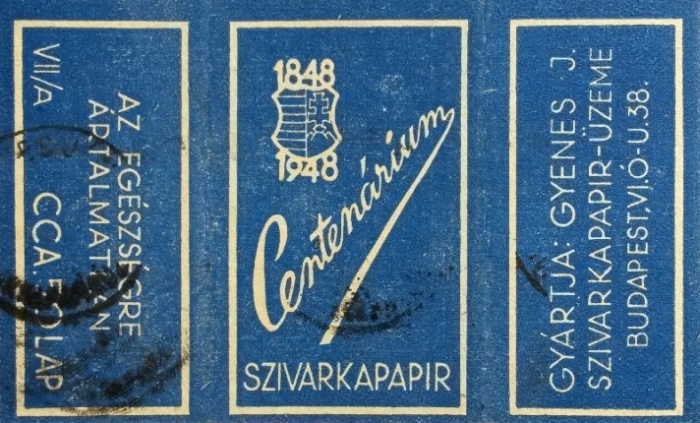 AZ EGÉSZSÉGRE
ÁRTALMATLAN
VII/A CCA. 50 LAP
1848
1948
Centenárium
SZIVARKAPAPIR
GYÁRTJA: GYENES J.
SZIVARKAPAPIR-ÜZEME
BUDAPEST,VI.Ó-U.38.